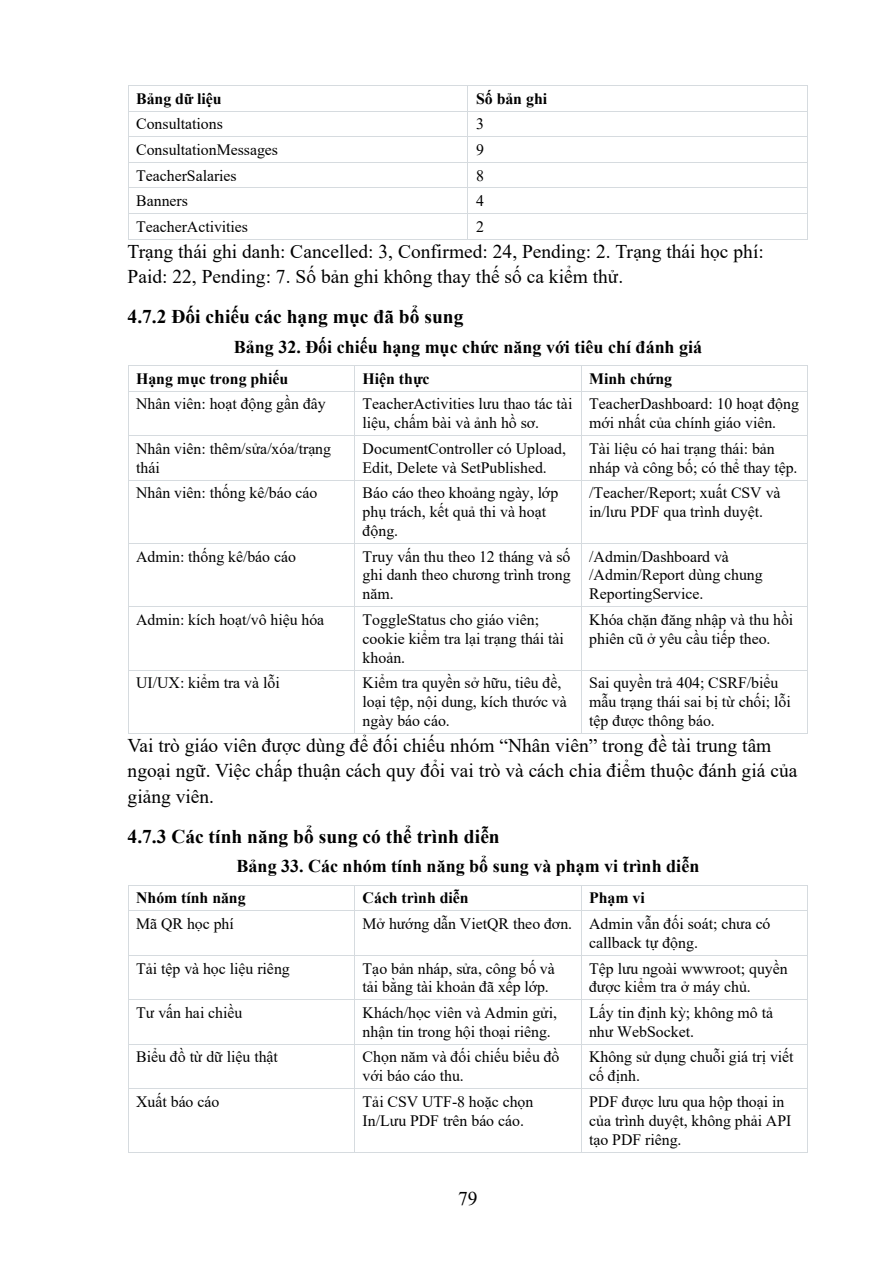 Bảng dữ liệu Số bản ghi
Consultations 3
ConsultationMessages 9
TeacherSalaries 8
Banners 4
TeacherActivities 2
Trạng thái ghi danh: Cancelled: 3, Confirmed: 24, Pending: 2. Trạng thái học phí:
Paid: 22, Pending: 7. Số bản ghi không thay thế số ca kiểm thử.
4.7.2 Đối chiếu các hạng mục đã bổ sung
Bảng 32. Đối chiếu hạng mục chức năng với tiêu chí đánh giá
Hạng mục trong phiếu Hiện thực Minh chứng
Nhân viên: hoạt động gần đây TeacherActivities lưu thao tác tài TeacherDashboard: 10 hoạt động
liệu, chấm bài và ảnh hồ sơ. mới nhất của chính giáo viên.
Nhân viên: thêm/sửa/xóa/trạng DocumentController có Upload, Tài liệu có hai trạng thái: bản
thái Edit, Delete và SetPublished. nháp và công bố; có thể thay tệp.
Nhân viên: thống kê/báo cáo Báo cáo theo khoảng ngày, lớp /Teacher/Report; xuất CSV và
phụ trách, kết quả thi và hoạt in/lưu PDF qua trình duyệt.
động.
Admin: thống kê/báo cáo Truy vấn thu theo 12 tháng và số /Admin/Dashboard và
ghi danh theo chương trình trong /Admin/Report dùng chung
năm. ReportingService.
Admin: kích hoạt/vô hiệu hóa ToggleStatus cho giáo viên; Khóa chặn đăng nhập và thu hồi
cookie kiểm tra lại trạng thái tài phiên cũ ở yêu cầu tiếp theo.
khoản.
UI/UX: kiểm tra và lỗi Kiểm tra quyền sở hữu, tiêu đề, Sai quyền trả 404; CSRF/biểu
loại tệp, nội dung, kích thước và mẫu trạng thái sai bị từ chối; lỗi
ngày báo cáo. tệp được thông báo.
Vai trò giáo viên được dùng để đối chiếu nhóm “Nhân viên” trong đề tài trung tâm
ngoại ngữ. Việc chấp thuận cách quy đổi vai trò và cách chia điểm thuộc đánh giá của
giảng viên.
4.7.3 Các tính năng bổ sung có thể trình diễn
Bảng 33. Các nhóm tính năng bổ sung và phạm vi trình diễn
Nhóm tính năng Cách trình diễn Phạm vi
Mã QR học phí Mở hướng dẫn VietQR theo đơn. Admin vẫn đối soát; chưa có
callback tự động.
Tải tệp và học liệu riêng Tạo bản nháp, sửa, công bố và Tệp lưu ngoài wwwroot; quyền
tải bằng tài khoản đã xếp lớp. được kiểm tra ở máy chủ.
Tư vấn hai chiều Khách/học viên và Admin gửi, Lấy tin định kỳ; không mô tả
nhận tin trong hội thoại riêng. như WebSocket.
Biểu đồ từ dữ liệu thật Chọn năm và đối chiếu biểu đồ Không sử dụng chuỗi giá trị viết
với báo cáo thu. cố định.
Xuất báo cáo Tải CSV UTF-8 hoặc chọn PDF được lưu qua hộp thoại in
In/Lưu PDF trên báo cáo. của trình duyệt, không phải API
tạo PDF riêng.
79